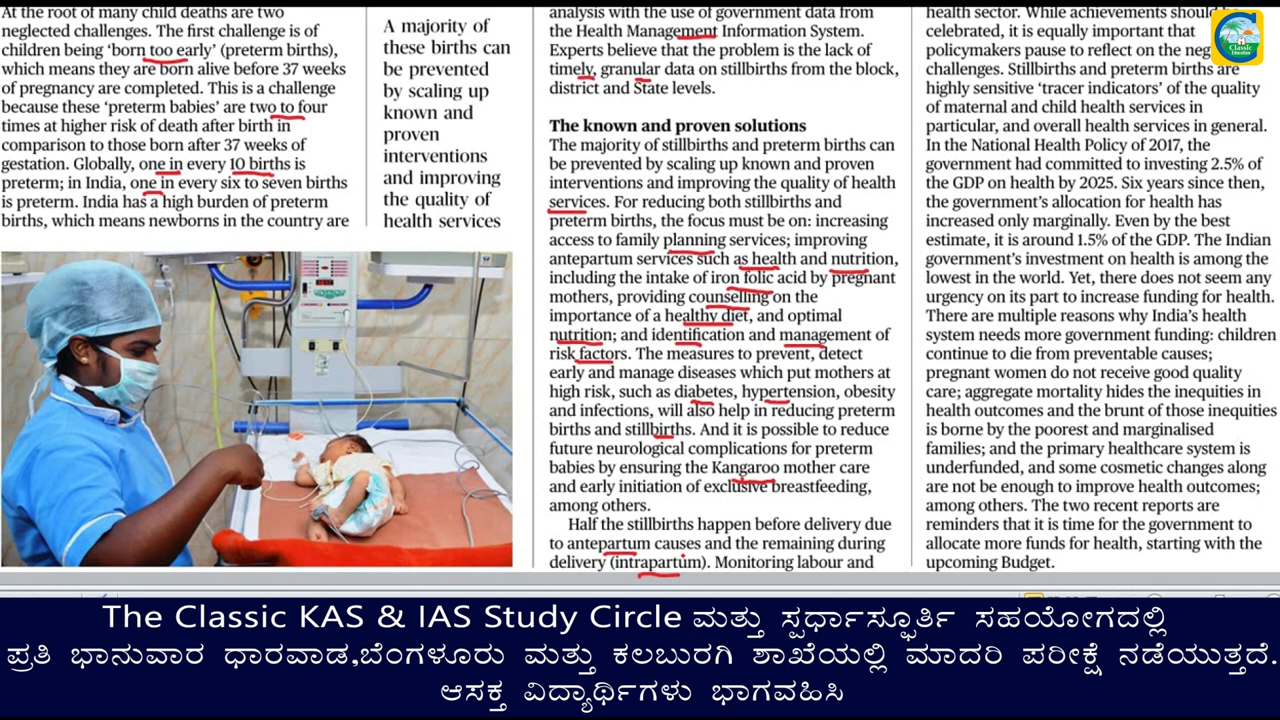 At the root of many child deaths are two
neglected challenges. The first challenge is of
children being 'born too early' (preterm births),
which means they are born alive before 37 weeks
of pregnancy are completed. This is a challenge
because these 'preterm babies' are two to four
times at higher risk of death after birth in
comparison to those born after 37 weeks of
gestation. Globally, one in every 10 births is
preterm; in India, one in every six to seven births
is preterm. India has a high burden of preterm
births, which means newborns in the country are
A majority of
these births can
be prevented
by scaling up
known and
proven
interventions
and improving
the quality of
health services
analysis with the use of government data from
the Health Management Information System.
Experts believe that the problem is the lack of
timely, granular data on stillbirths from the block,
district and State levels.
The known and proven solutions
The majority of stillbirths and preterm births can
be prevented by scaling up known and proven
interventions and improving the quality of health
services. For reducing both stillbirths and
preterm births, the focus must be on: increasing
access to family planning services; improving
antepartum services such as health and nutrition,
including the intake of iron folic acid by pregnant
mothers, providing counselling on the
importance of a healthy diet, and optimal
nutrition; and identification and management of
risk factors. The measures to prevent, detect
early and manage diseases which put mothers at
high risk, such as diabetes, hypertension, obesity
and infections, will also help in reducing preterm
births and stillbirths. And it is possible to reduce
future neurological complications for preterm
babies by ensuring the Kangaroo mother care
and early initiation of exclusive breastfeeding,
among others.
Half the stillbirths happen before delivery due
to antepartum causes and the remaining during
delivery (intrapartum). Monitoring labour and
health sector. While achievements should be
celebrated, it is equally important that
policymakers pause to reflect on the neg
challenges. Stillbirths and preterm births are
highly sensitive 'tracer indicators' of the quality
of maternal and child health services in
particular, and overall health services in general.
In the National Health Policy of 2017, the
government had committed to investing 2.5% of
the GDP on health by 2025. Six years since then,
the government's allocation for health has
increased only marginally. Even by the best
estimate, it is around 1.5% of the GDP. The Indian
government's investment on health is among the
lowest in the world. Yet, there does not seem any
urgency on its part to increase funding for health.
There are multiple reasons why India's health
system needs more government funding: children
continue to die from preventable causes;
pregnant women do not receive good quality
care; aggregate mortality hides the inequities in
health outcomes and the brunt of those inequities
is borne by the poorest and marginalised
families; and the primary healthcare system is
underfunded, and some cosmetic changes along
are not be enough to improve health outcomes;
among others. The two recent reports are
reminders that it is time for the government to
allocate more funds for health, starting with the
upcoming Budget.
Classic
Education
The Classic KAS & IAS Study Circle ಮತ್ತು ಸ್ಪರ್ಧಾಸ್ಫೂರ್ತಿ ಸಹಯೋಗದಲ್ಲಿ
ಪ್ರತಿ ಭಾನುವಾರ ಧಾರವಾಡ,ಬೆಂಗಳೂರು ಮತ್ತು ಕಲಬುರಗಿ ಶಾಖೆಯಲ್ಲಿ ಮಾದರಿ ಪರೀಕ್ಷೆ ನಡೆಯುತ್ತದೆ.
ಆಸಕ್ತ ವಿದ್ಯಾರ್ಥಿಗಳು ಭಾಗವಹಿಸಿ